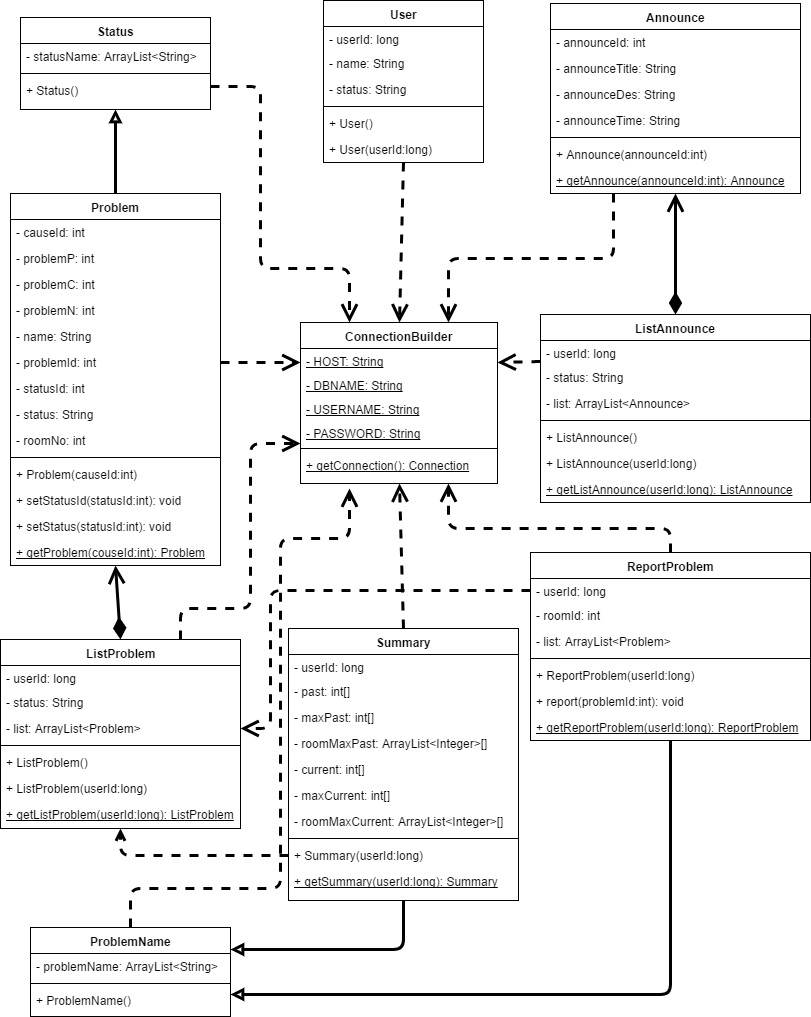 Status
- statusName: ArrayList<String>
+ Status()
User
- userId: long
- name: String
- status: String
+ User()
+ User(userId:long)
Announce
- announceId: int
- announceTitle: String
- announceDes: String
- announceTime: String
+ Announce(announceId:int)
+ getAnnounce(announceId:int): Announce
Problem
- causeId: int
- problemP: int
- problemC: int
- problemN: int
- name: String
- problemId: int
- statusId: int
- status: String
- roomNo: int
+ Problem(causeId:int)
+ setStatusId(statusId:int): void
+ setStatus(statusId:int): void
+ getProblem(couseId:int): Problem
ConnectionBuilder
- HOST: String
- DBNAME: String
- USERNAME: String
- PASSWORD: String
+ getConnection(): Connection
ListAnnounce
- userId: long
- status: String
- list: ArrayList<Announce>
+ ListAnnounce()
+ ListAnnounce(userId:long)
+ getListAnnounce(userId:long): ListAnnounce
ListProblem
- userId: long
- status: String
- list: ArrayList<Problem>
+ ListProblem()
+ ListProblem(userId:long)
+ getListProblem(userId:long): ListProblem
Summary
- userId: long
- past: int[]
- maxPast: int[]
- roomMaxPast: ArrayList<Integer>[]
- current: int[]
- maxCurrent: int[]
- roomMaxCurrent: ArrayList<Integer>[]
+ Summary(userId:long)
+ getSummary(userId:long): Summary
ReportProblem
- userId: long
- roomId: int
- list: ArrayList<Problem>
+ ReportProblem(userId:long)
+ report(problemId:int): void
+ getReportProblem(userId:long): ReportProblem
ProblemName
- problemName: ArrayList<String>
+ ProblemName()